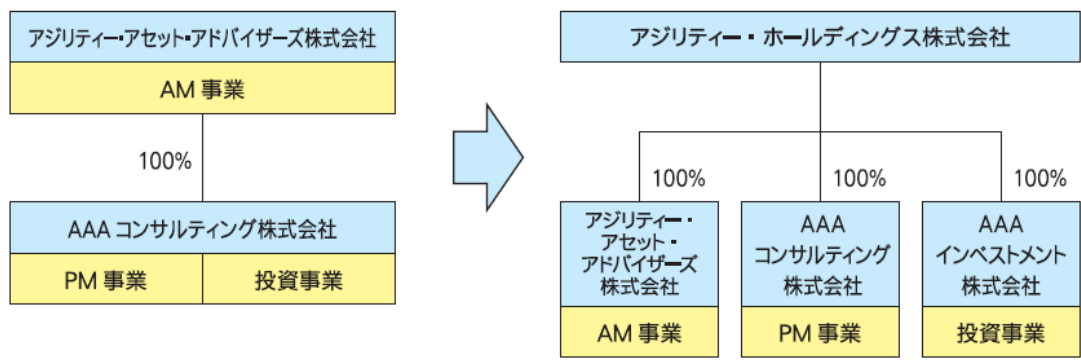 アジリティー・アセット・アドバイザーズ株式会社
AM 事業
100%
AAA コンサルティング株式会社
PM 事業
投資事業
アジリティー・ホールディングス株式会社
100%
100%
100%
アジリティー・
アセット・
アドバイザーズ
株式会社
AM 事業
AAA
コンサルティング
株式会社
PM 事業
AAA
インベストメント
株式会社
投資事業